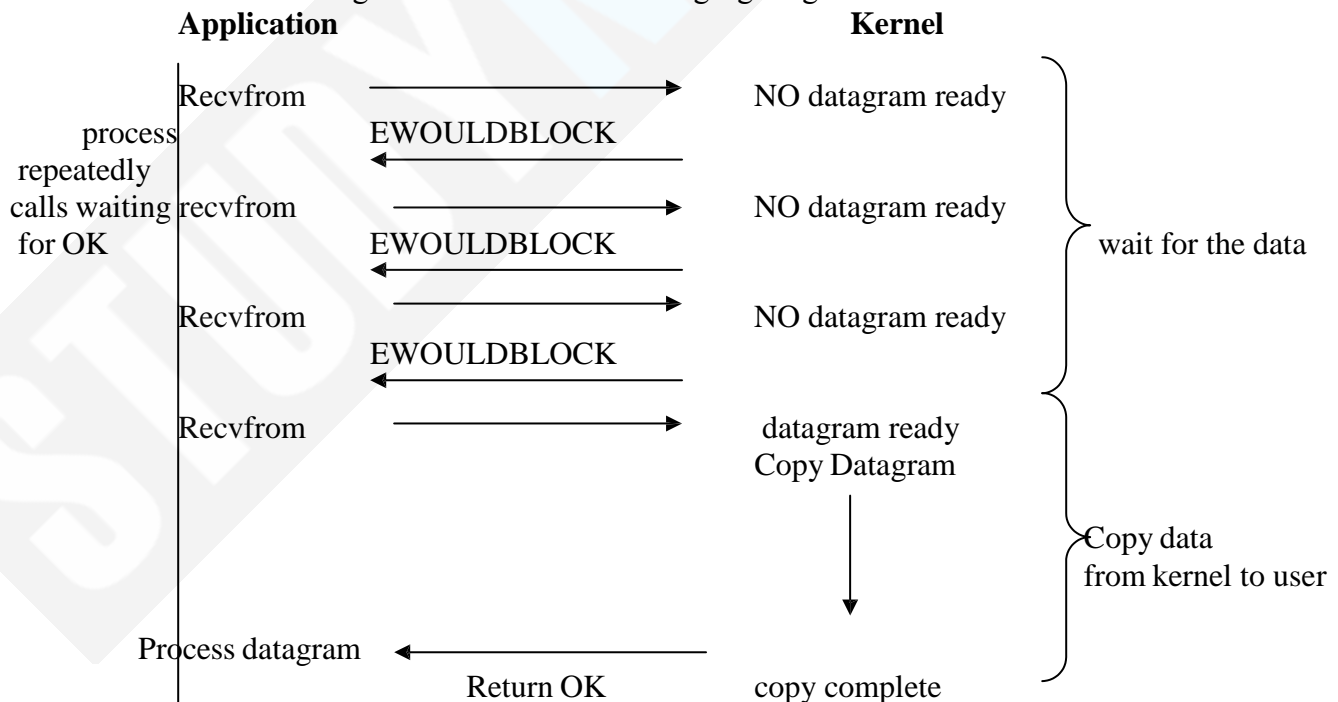 Application Kernel
Recvfrom NO datagram ready
process EWOULDBLOCK
repeatedly
calls waiting recvfrom NO datagram ready
for OK EWOULDBLOCK wait for the data
Recvfrom NO datagram ready
EWOULDBLOCK
Recvfrom datagram ready
Copy Datagram
Copy data
from kernel to user
Process datagram
Return OK copy complete